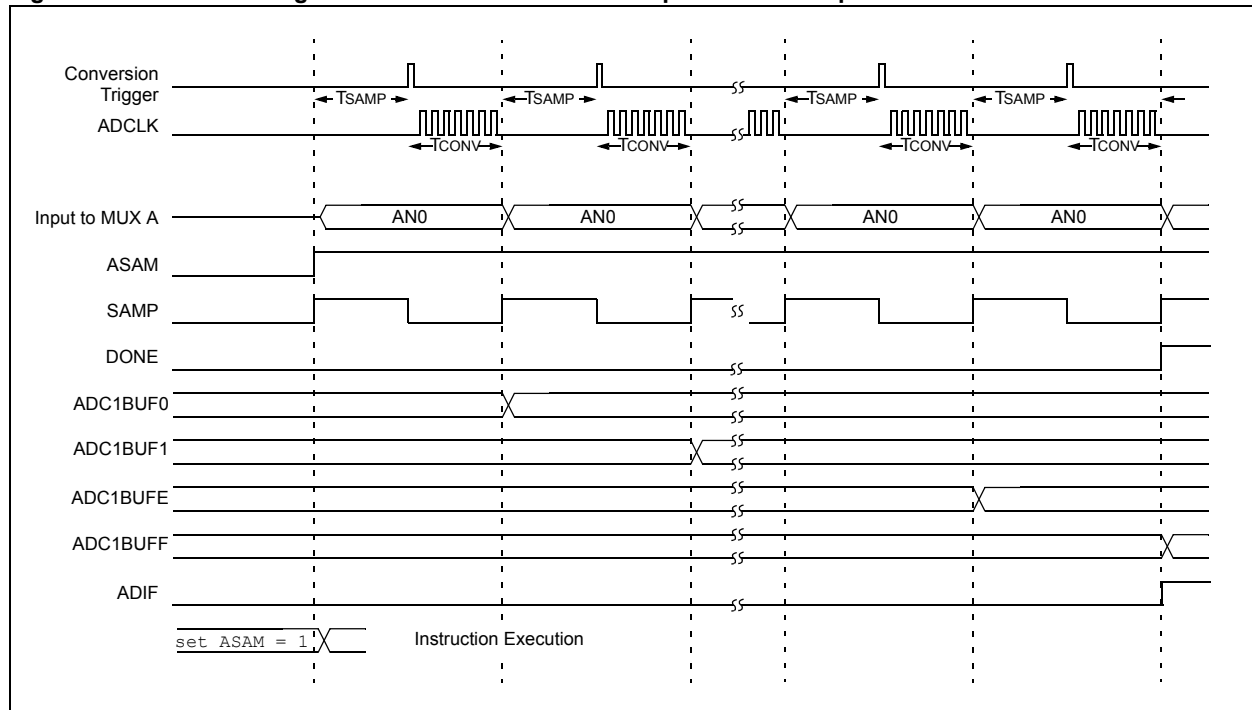 Conversion
Trigger
TSAMP TSAMP TSAMP TSAMP
ADCLK
TCONV TCONV TCONV TCONV
Input to MUX A AN0 AN0 AN0 AN0
ASAM
SAMP
DONE
ADC1BUF0
ADC1BUF1
ADC1BUFE
ADC1BUFF
ADIF
set ASAM = 1 Instruction Execution